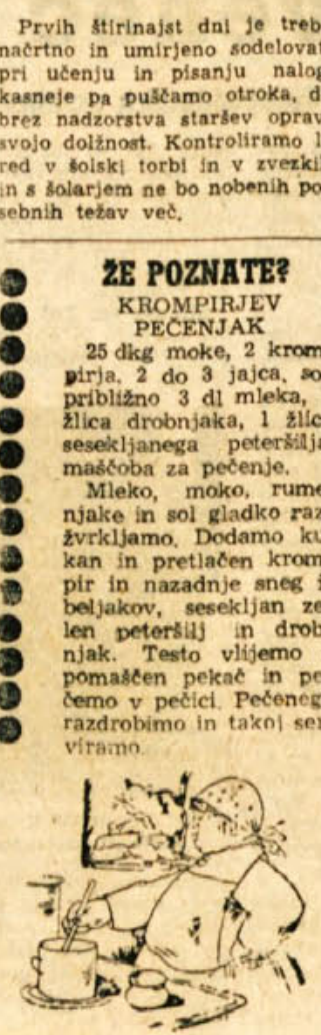 Prvih štirinajst dni je treb
načrtno in umirjeno sodelovat
pri učenju in pisanju nalog
kasneje pa puščamo otroka, d
brez nadzorstva staršev oprav
svojo dolžnost. Kontroliramo l
red v šolski torbi in v zvezki
in s šolarjem ne bo nobenih po
sebnih težav več.
ŽE POZNATE?
KROMPIRJEV
PEČENJAK
25 dkg moke, 2 krom
pirja, 2 do 3 jajca, so
približno 3 dl mleka,
žlica drobnjaka, 1 žlic
sesekljanega peteršilja
maščoba za pečenje.
Mleko, moko, rume
njake in sol gladko raz
žvrkljamo. Dodamo ku
kan in pretlačen krom
pir in nazadnje sneg i
beljakov, sesekljan ze
len peteršilj in drob
njak. Testo vlijemo
pomaščen pekač in pe
čemo v pečici. Pečeneg
razdrobimo in takoj ser
viramo.